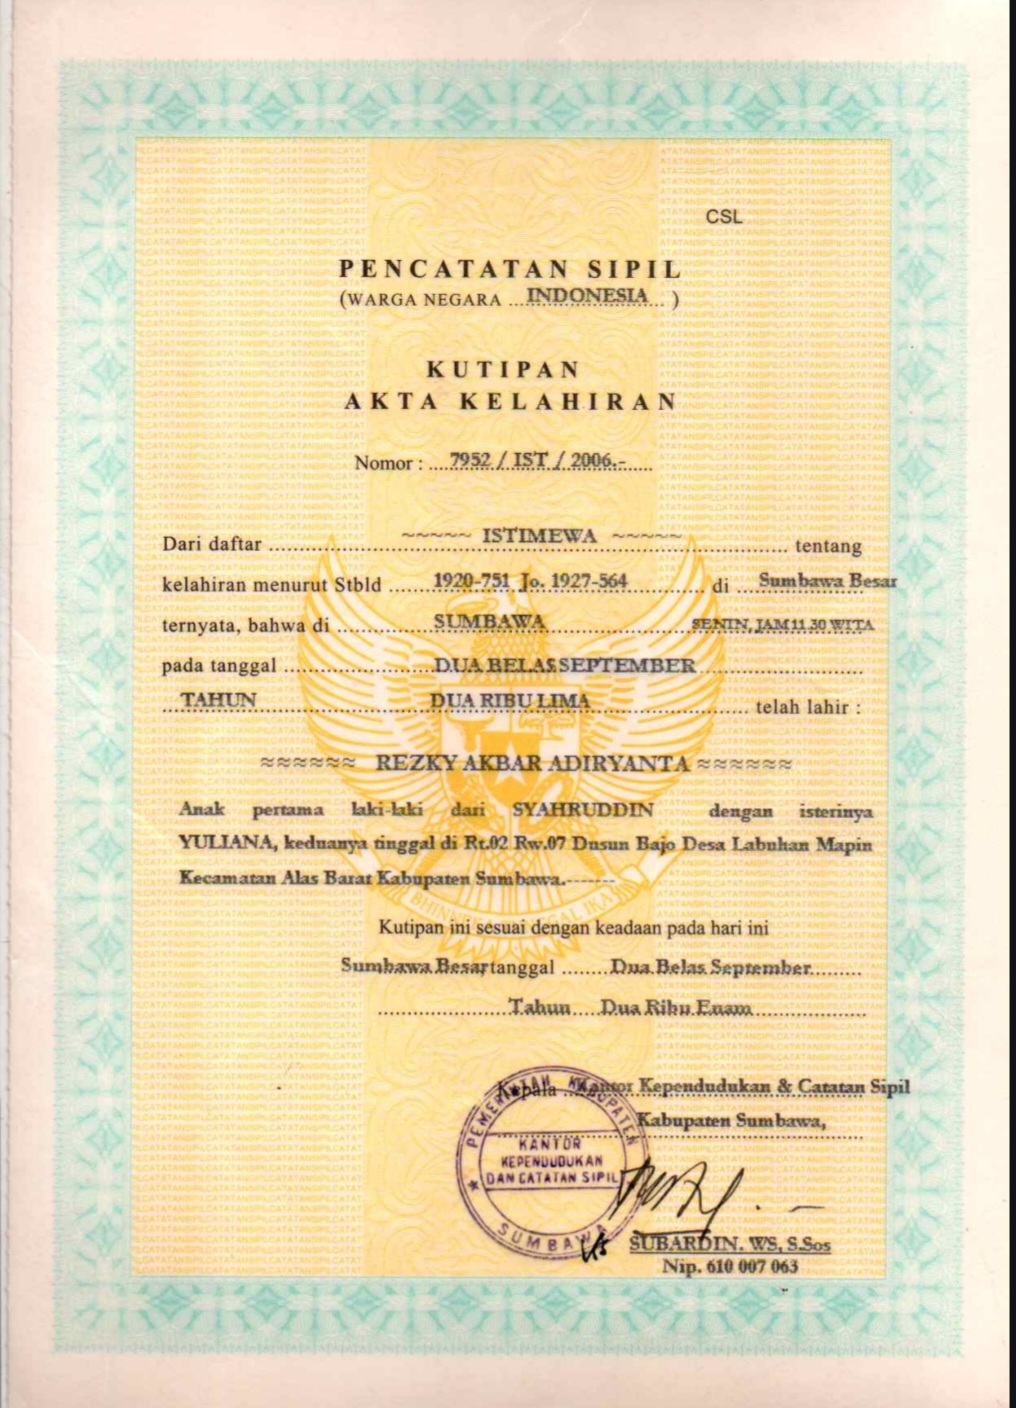 CSL
PENCATATAN SIPIL
(WARGA NEGARA ...INDONESIA... )
KUTIPAN
AKTA KELAHIRAN
Nomor : ....7952 / IST / 2006.-.....
Dari daftar ........ ~~~~~ ISTIMEWA ~~~~~ ........ tentang
kelahiran menurut Stbld ........1920-751 Jo. 1927-564........ di ...Sumbawa Besar
ternyata, bahwa di ........SUMBAWA........ SENIN, JAM 11.30 WITA
pada tanggal ........DUA BELAS SEPTEMBER........
...TAHUN........DUA RIBU LIMA........ telah lahir :
≈≈≈≈≈≈ REZKY AKBAR ADIRYANTA ≈≈≈≈≈≈
Anak pertama laki-laki dari SYAHRUDDIN dengan isterinya
YULIANA, keduanya tinggal di Rt.02 Rw.07 Dusun Bajo Desa Labuhan Mapin
Kecamatan Alas Barat Kabupaten Sumbawa.-------
BHINNEKA TUNGGAL IKA
Kutipan ini sesuai dengan keadaan pada hari ini
Sumbawa Besar tanggal ........Dua Belas September........
........Tahun....Dua Ribu Enam........
Kepala ...Kantor Kependudukan & Catatan Sipil
Kabupaten Sumbawa,
PEMERINTAH KABUPATEN
KANTOR
KEPENDUDUKAN
DAN CATATAN SIPIL
SUMBAWA
SUBARDIN. WS, S.Sos
Nip. 610 007 063